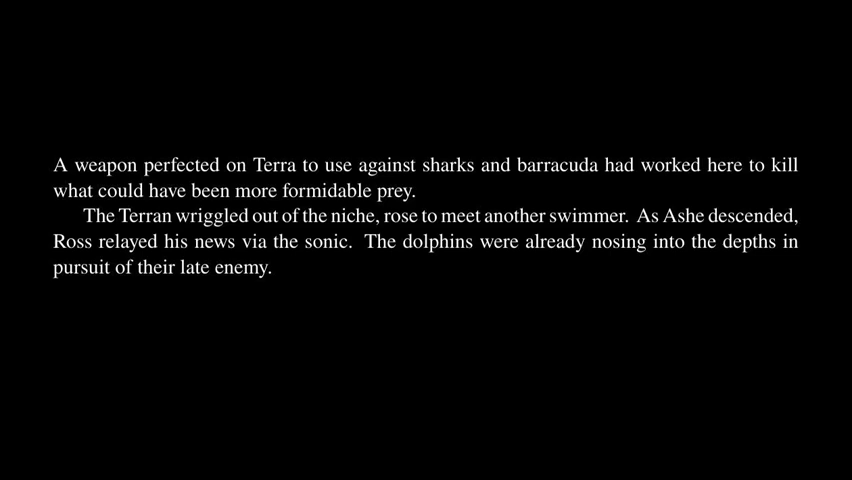 A weapon perfected on Terra to use against sharks and barracuda had worked here to kill
what could have been more formidable prey.
The Terran wriggled out of the niche, rose to meet another swimmer. As Ashe descended,
Ross relayed his news via the sonic. The dolphins were already nosing into the depths in
pursuit of their late enemy.